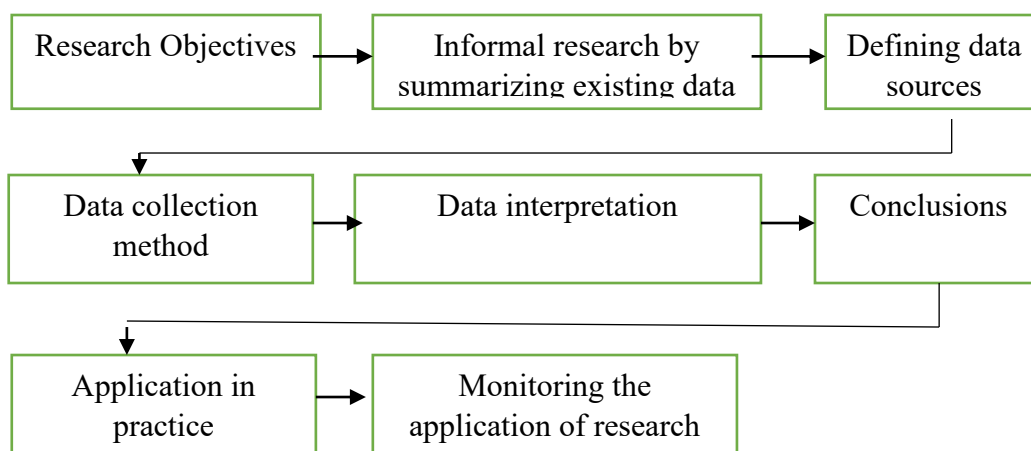 Research Objectives
Informal research by
summarizing existing data
Defining data
sources
Data collection
method
Data interpretation
Conclusions
Application in
practice
Monitoring the
application of research